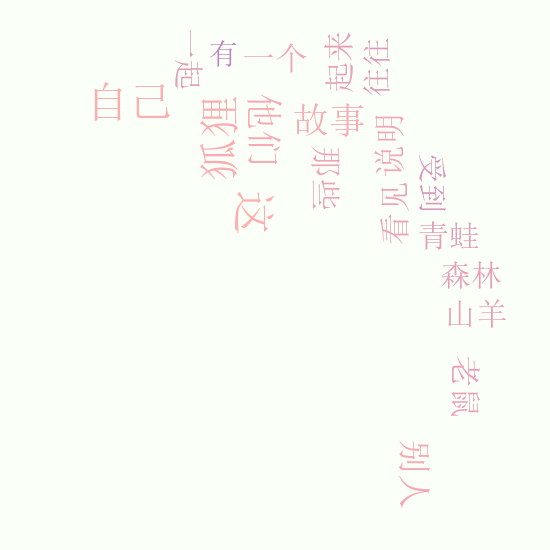 一起
有
一个
起来
往往
自己
狐狸
他们
故事
那些
说明
看见
受到
这
青蛙
森林
山羊
老鼠
别人